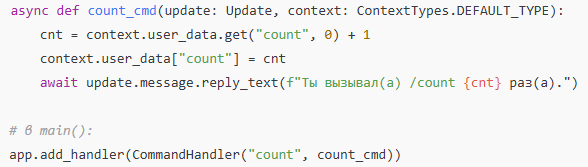 async def count_cmd(update: Update, context: ContextTypes.DEFAULT_TYPE):
    cnt = context.user_data.get("count", 0) + 1
    context.user_data["count"] = cnt
    await update.message.reply_text(f"Ты вызывал(а) /count {cnt} раз(а).")

# В main():
app.add_handler(CommandHandler("count", count_cmd))